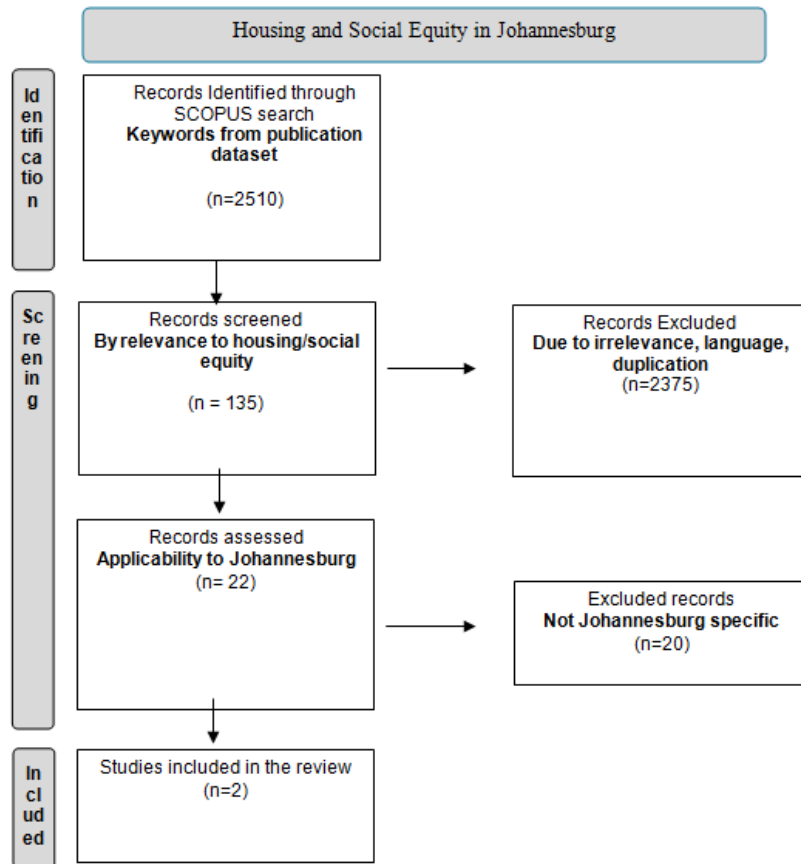 Housing and Social Equity in Johannesburg
Id
en
tifi
ca
tio
n
Records Identified through
SCOPUS search
Keywords from publication
dataset
(n=2510)
Sc
re
en
in
g
Records screened
By relevance to housing/social
equity
(n = 135)
Records Excluded
Due to irrelevance, language,
duplication
(n=2375)
Records assessed
Applicability to Johannesburg
(n= 22)
Excluded records
Not Johannesburg specific
(n=20)
In
cl
ud
ed
Studies included in the review
(n=2)